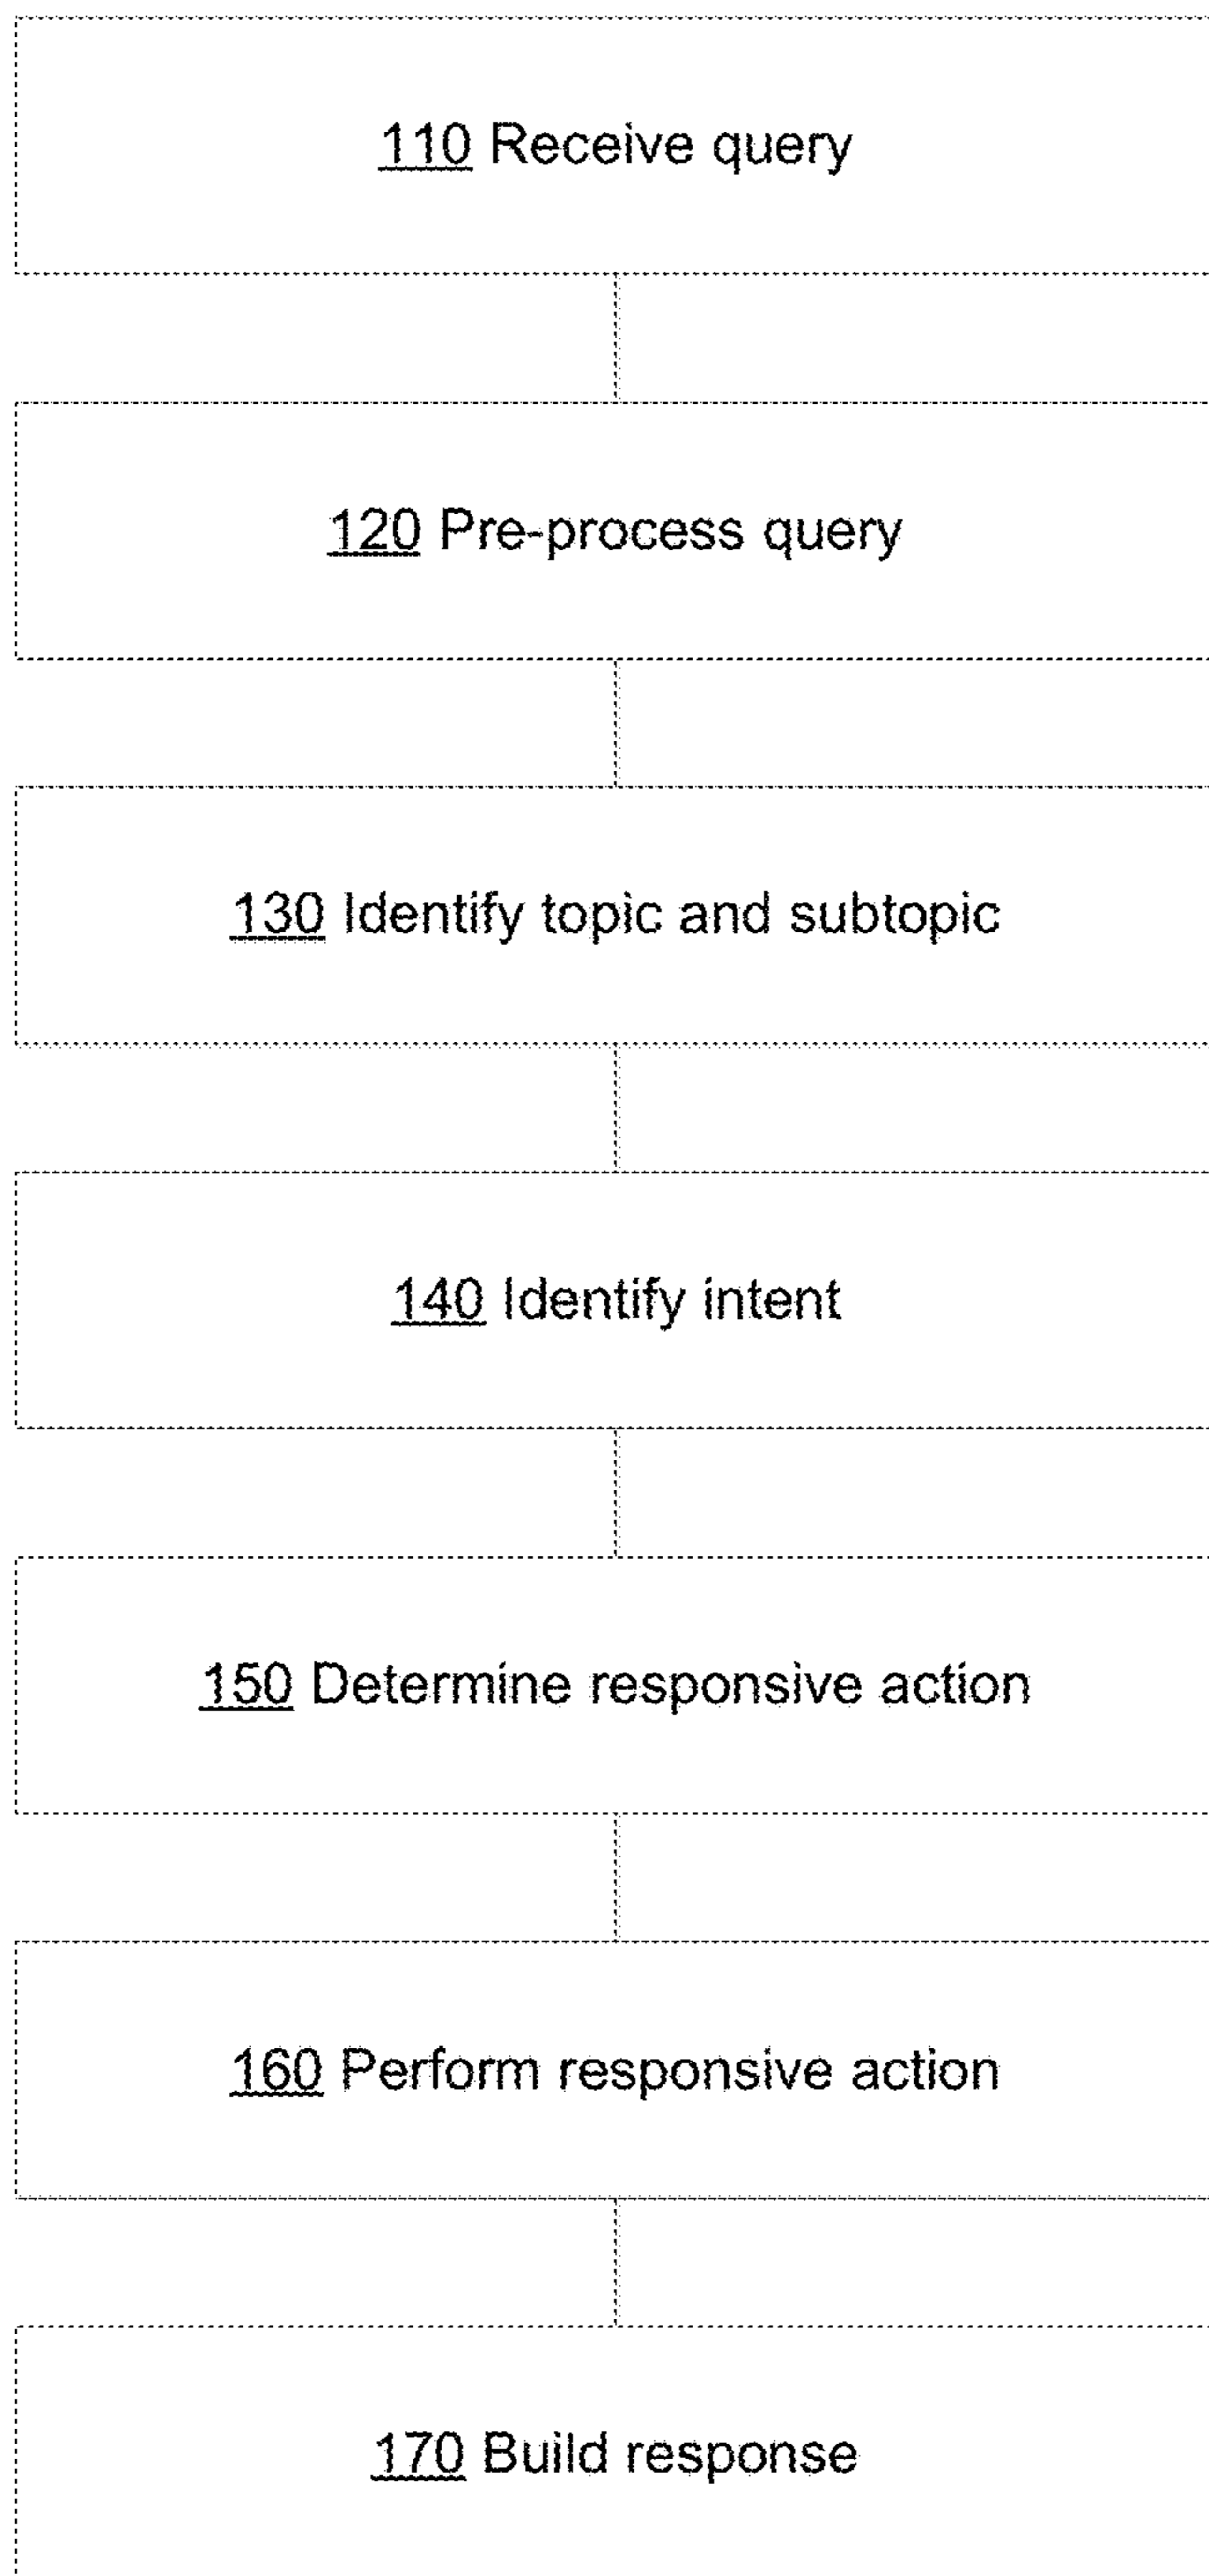 110 Receive query
120 Pre-process query
130 Identify topic and subtopic
140 Identify intent
150 Determine responsive action
160 Perform responsive action
170 Build response